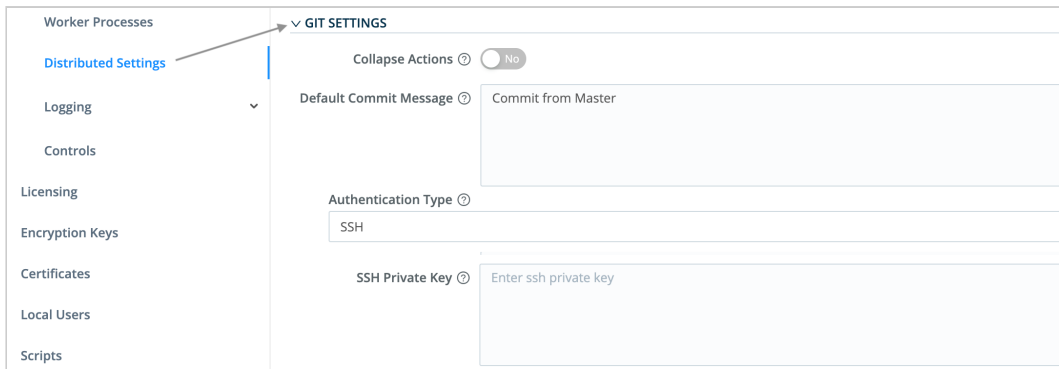 Worker Processes
Distributed Settings
Logging
Controls
Licensing
Encryption Keys
Certificates
Local Users
Scripts
GIT SETTINGS
Collapse Actions ? No
Default Commit Message ? Commit from Master
Authentication Type ?
SSH
SSH Private Key ? Enter ssh private key